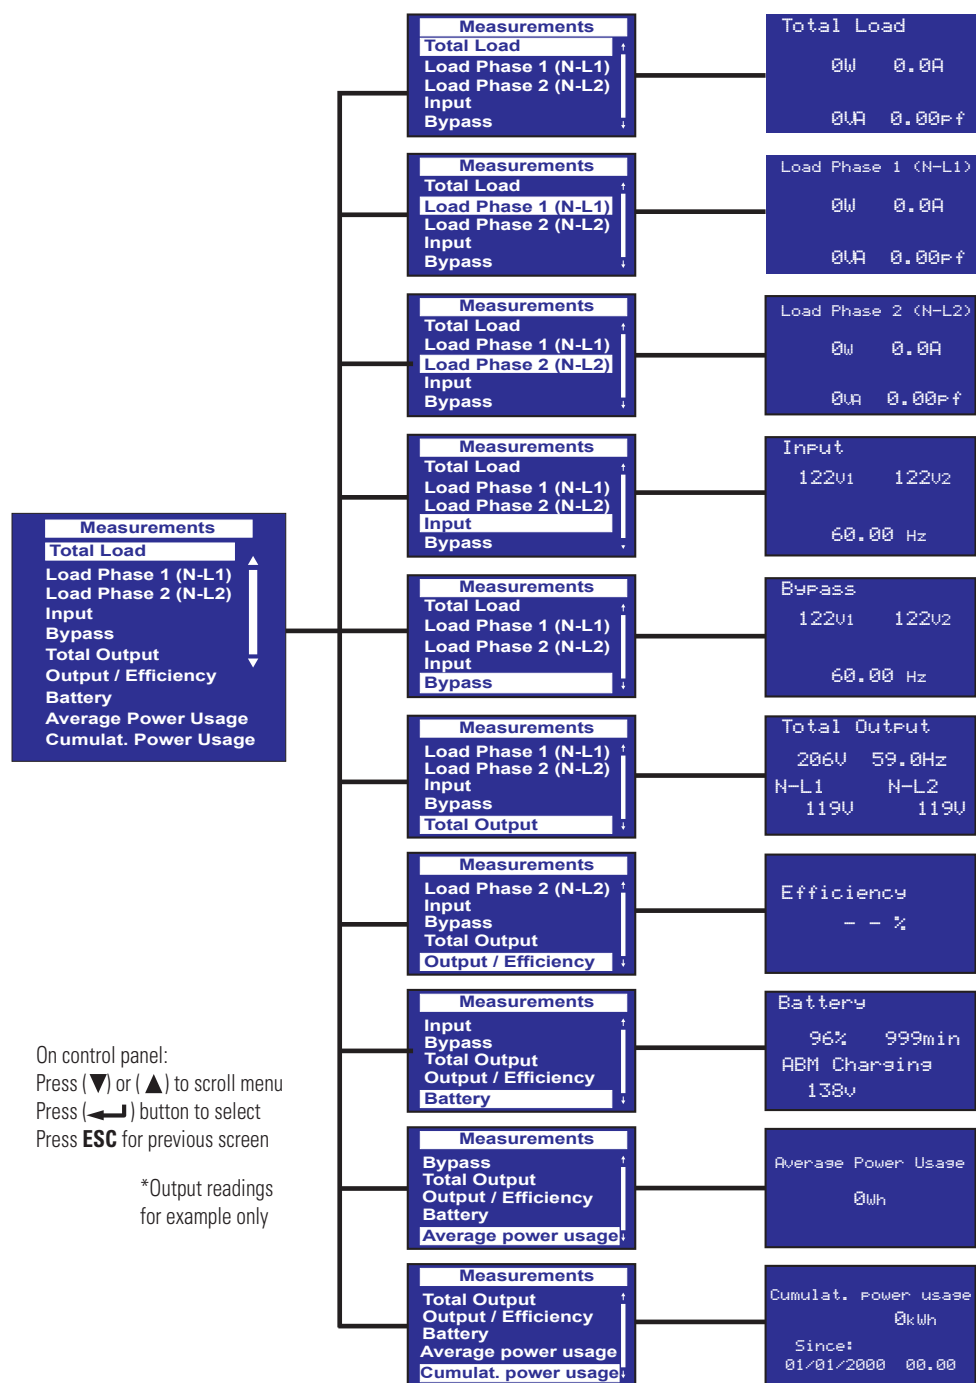 Measurements
Total Load
Load Phase 1 (N-L1)
Load Phase 2 (N-L2)
Input
Bypass
Total Output
Output / Efficiency
Battery
Average Power Usage
Cumulat. Power Usage
On control panel:
Press (▼) or (▲) to scroll menu
Press (↵) button to select
Press ESC for previous screen
*Output readings
for example only
Measurements
Total Load
Load Phase 1 (N-L1)
Load Phase 2 (N-L2)
Input
Bypass
Total Load
0W 0.0A
0VA 0.00pf
Measurements
Total Load
Load Phase 1 (N-L1)
Load Phase 2 (N-L2)
Input
Bypass
Load Phase 1 (N-L1)
0W 0.0A
0VA 0.00pf
Measurements
Total Load
Load Phase 1 (N-L1)
Load Phase 2 (N-L2)
Input
Bypass
Load Phase 2 (N-L2)
0W 0.0A
0VA 0.00pf
Measurements
Total Load
Load Phase 1 (N-L1)
Load Phase 2 (N-L2)
Input
Bypass
Input
122V1 122V2
60.00 Hz
Measurements
Total Load
Load Phase 1 (N-L1)
Load Phase 2 (N-L2)
Input
Bypass
Bypass
122V1 122V2
60.00 Hz
Measurements
Load Phase 1 (N-L1)
Load Phase 2 (N-L2)
Input
Bypass
Total Output
Total Output
206V 59.0Hz
N-L1 N-L2
119V 119V
Measurements
Load Phase 2 (N-L2)
Input
Bypass
Total Output
Output / Efficiency
Efficiency
- - %
Measurements
Input
Bypass
Total Output
Output / Efficiency
Battery
Battery
96% 999min
ABM Charging
138v
Measurements
Bypass
Total Output
Output / Efficiency
Battery
Average power usage
Average Power Usage
0Wh
Measurements
Total Output
Output / Efficiency
Battery
Average power usage
Cumulat. power usage
Cumulat. power usage
0kWh
Since:
01/01/2000 00.00